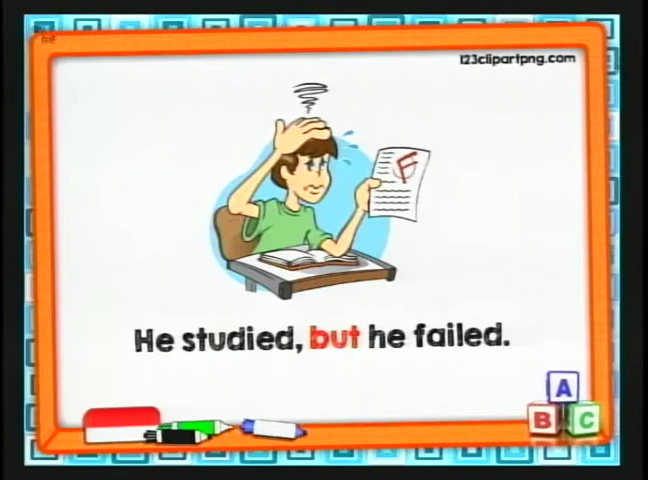 123clipartpng.com
F
He studied, but he failed.
A
B C